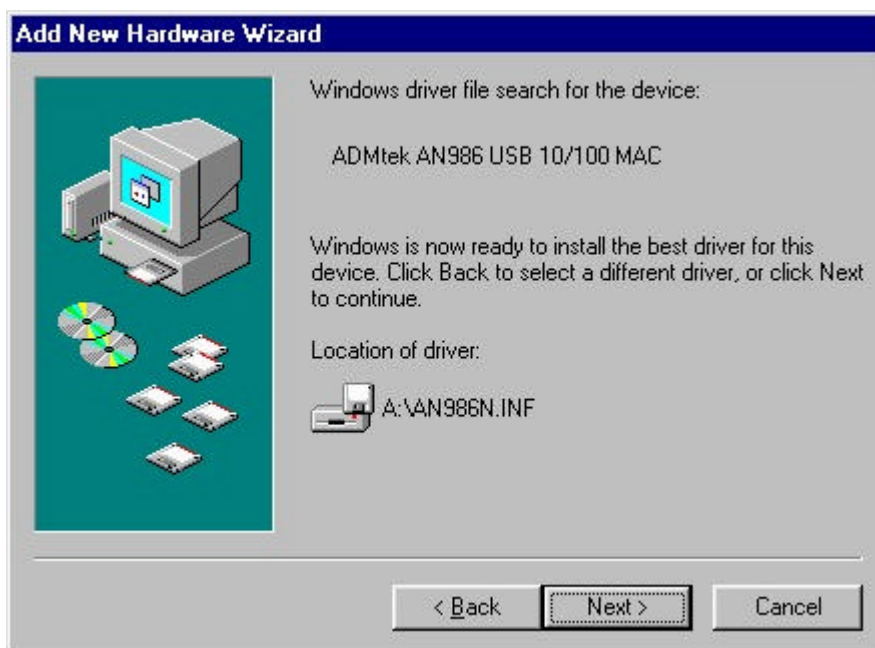 Add New Hardware Wizard
Windows driver file search for the device:
ADMtek AN986 USB 10/100 MAC
Windows is now ready to install the best driver for this
device. Click Back to select a different driver, or click Next
to continue.
Location of driver:
A:\AN986N.INF
< Back
Next >
Cancel